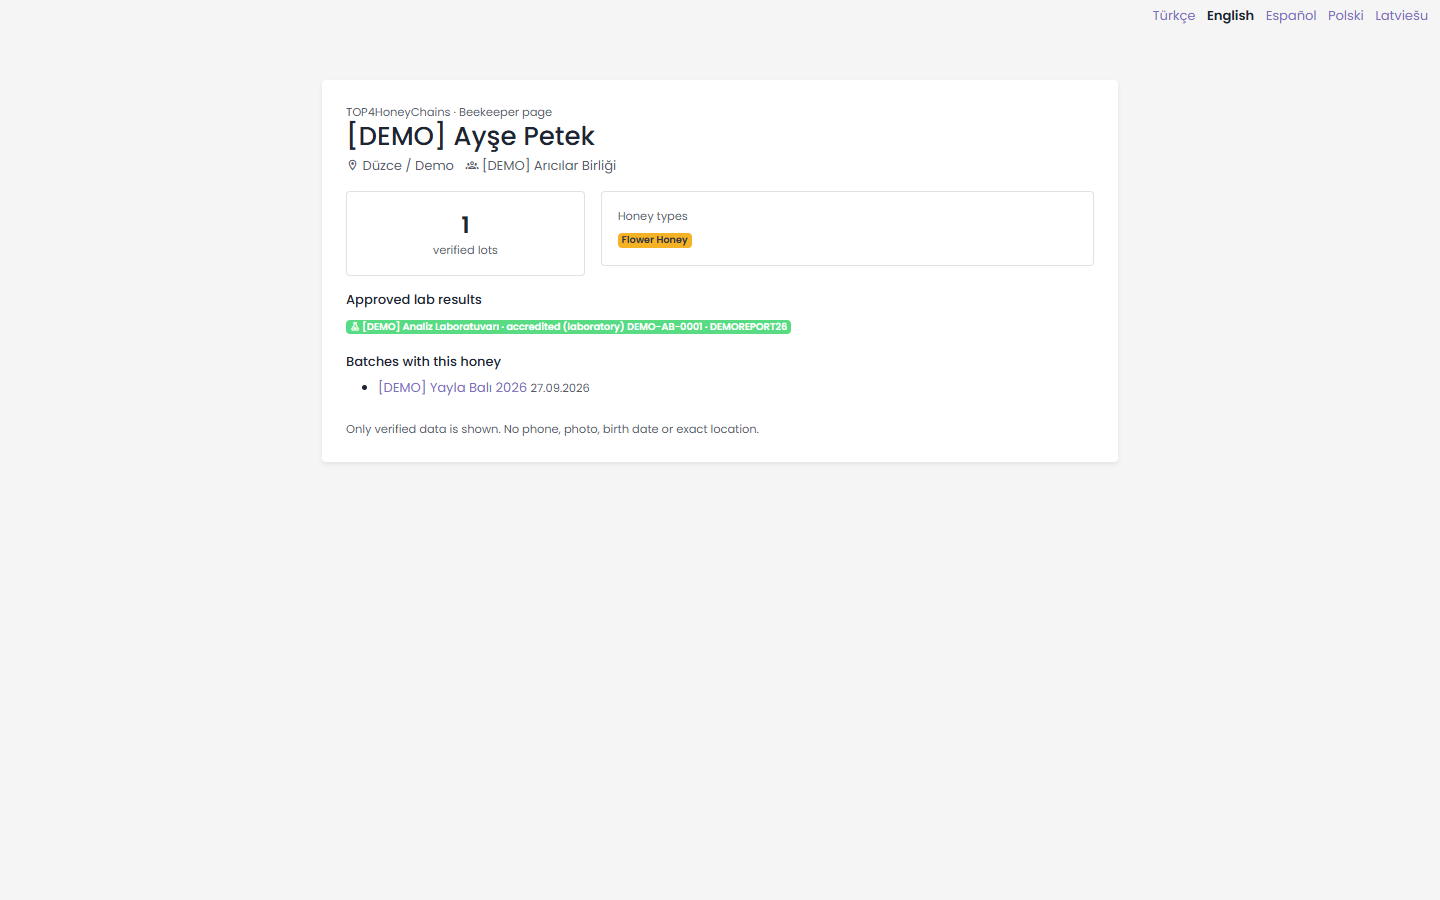 Türkçe English Español Polski Latviešu
TOP4HoneyChains · Beekeeper page
[DEMO] Ayşe Petek
Düzce / Demo [DEMO] Arıcılar Birliği
1
verified lots
Honey types
Flower Honey
Approved lab results
[DEMO] Analiz Laboratuvarı · accredited (laboratory) DEMO-AB-0001 · DEMOREPORT26
Batches with this honey
[DEMO] Yayla Balı 2026 27.09.2026
Only verified data is shown. No phone, photo, birth date or exact location.